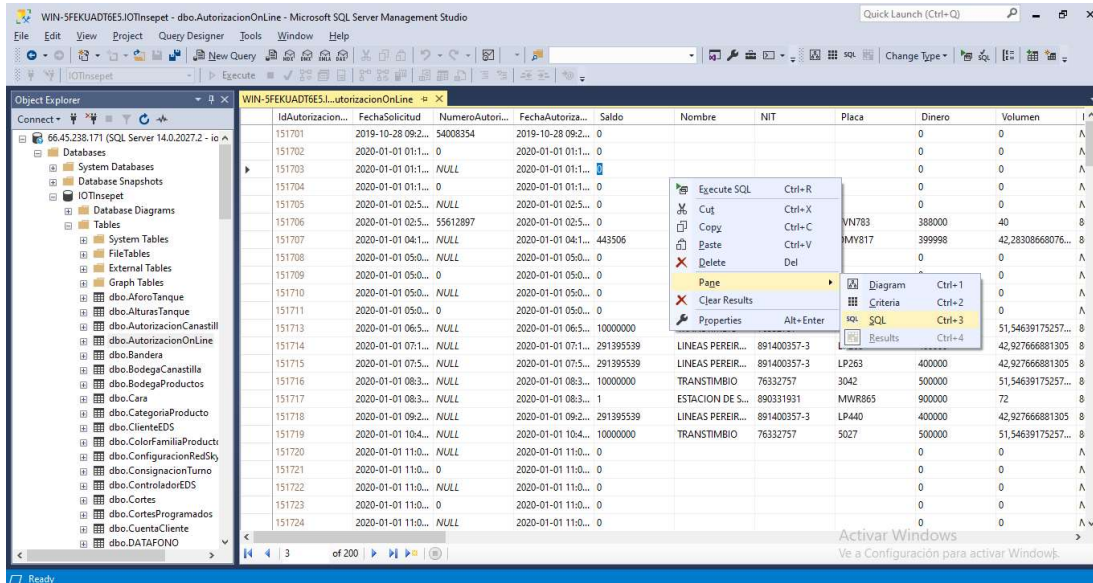 WIN-5FEKUADT6E5.IOTInsepet - dbo.AutorizacionOnLine - Microsoft SQL Server Management Studio
Quick Launch (Ctrl+Q)
File Edit View Project Query Designer Tools Window Help
New Query
Change Type
IOTInsepet
Execute
Object Explorer
WIN-5FEKUADT6E5.I...utorizacionOnLine
Connect
66.45.238.171 (SQL Server 14.0.2027.2 - io
Databases
System Databases
Database Snapshots
IOTInsepet
Database Diagrams
Tables
System Tables
FileTables
External Tables
Graph Tables
dbo.AforoTanque
dbo.AlturasTanque
dbo.AutorizacionCanastill
dbo.AutorizacionOnLine
dbo.Bandera
dbo.BodegaCanastilla
dbo.BodegaProductos
dbo.Cara
dbo.CategoriaProducto
dbo.ClienteEDS
dbo.ColorFamiliaProducto
dbo.ConfiguracionRedSky
dbo.ConsignacionTurno
dbo.ControladorEDS
dbo.Cortes
dbo.CortesProgramados
dbo.CuentaCliente
dbo.DATAFONO
IdAutorizacion... FechaSolicitud NumeroAutori... FechaAutoriza... Saldo Nombre NIT Placa Dinero Volumen
151701 2019-10-28 09:2... 54008354 2019-10-28 09:2... 0 0 0 N
151702 2020-01-01 01:1... 0 2020-01-01 01:1... 0 0 0 N
151703 2020-01-01 01:1... NULL 2020-01-01 01:1... 0 0 0 N
151704 2020-01-01 01:1... 0 2020-01-01 01:1... 0 0
151705 2020-01-01 02:5... NULL 2020-01-01 02:5... 0 0
151706 2020-01-01 02:5... 55612897 2020-01-01 02:5... 0 VN783 388000 40 8
151707 2020-01-01 04:1... NULL 2020-01-01 04:1... 443506 MY817 399998 42,28308668076... 8
151708 2020-01-01 05:0... NULL 2020-01-01 05:0... 0 0 0 N
151709 2020-01-01 05:0... 0 2020-01-01 05:0... 0 0 N
151710 2020-01-01 05:0... NULL 2020-01-01 05:0... 0 0 N
151711 2020-01-01 05:0... 0 2020-01-01 05:0... 0 0 N
151713 2020-01-01 06:5... NULL 2020-01-01 06:5... 10000000 51,54639175257... 8
151714 2020-01-01 07:1... NULL 2020-01-01 07:1... 291395539 LINEAS PEREIR... 891400357-3 42,927666881305 8
151715 2020-01-01 07:5... NULL 2020-01-01 07:5... 291395539 LINEAS PEREIR... 891400357-3 LP263 400000 42,927666881305 8
151716 2020-01-01 08:3... NULL 2020-01-01 08:3... 10000000 TRANSTIMBIO 76332757 3042 500000 51,54639175257... 8
151717 2020-01-01 08:3... NULL 2020-01-01 08:3... 1 ESTACION DE S... 890331931 MWR865 900000 72 8
151718 2020-01-01 09:2... NULL 2020-01-01 09:2... 291395539 LINEAS PEREIR... 891400357-3 LP440 400000 42,927666881305 8
151719 2020-01-01 10:4... NULL 2020-01-01 10:4... 10000000 TRANSTIMBIO 76332757 5027 500000 51,54639175257... 8
151720 2020-01-01 11:0... NULL 2020-01-01 11:0... 0 0 0 N
151721 2020-01-01 11:0... 0 2020-01-01 11:0... 0 0 0 N
151722 2020-01-01 11:0... NULL 2020-01-01 11:0... 0 0 0 N
151723 2020-01-01 11:0... 0 2020-01-01 11:0... 0 0 0 N
151724 2020-01-01 11:0... NULL 2020-01-01 11:0... 0 0 0 N
Execute SQL Ctrl+R
Cut Ctrl+X
Copy Ctrl+C
Paste Ctrl+V
Delete Del
Pane
Clear Results
Properties Alt+Enter
Diagram Ctrl+1
Criteria Ctrl+2
SQL Ctrl+3
Results Ctrl+4
3 of 200
Activar Windows
Ve a Configuración para activar Windows.
Ready